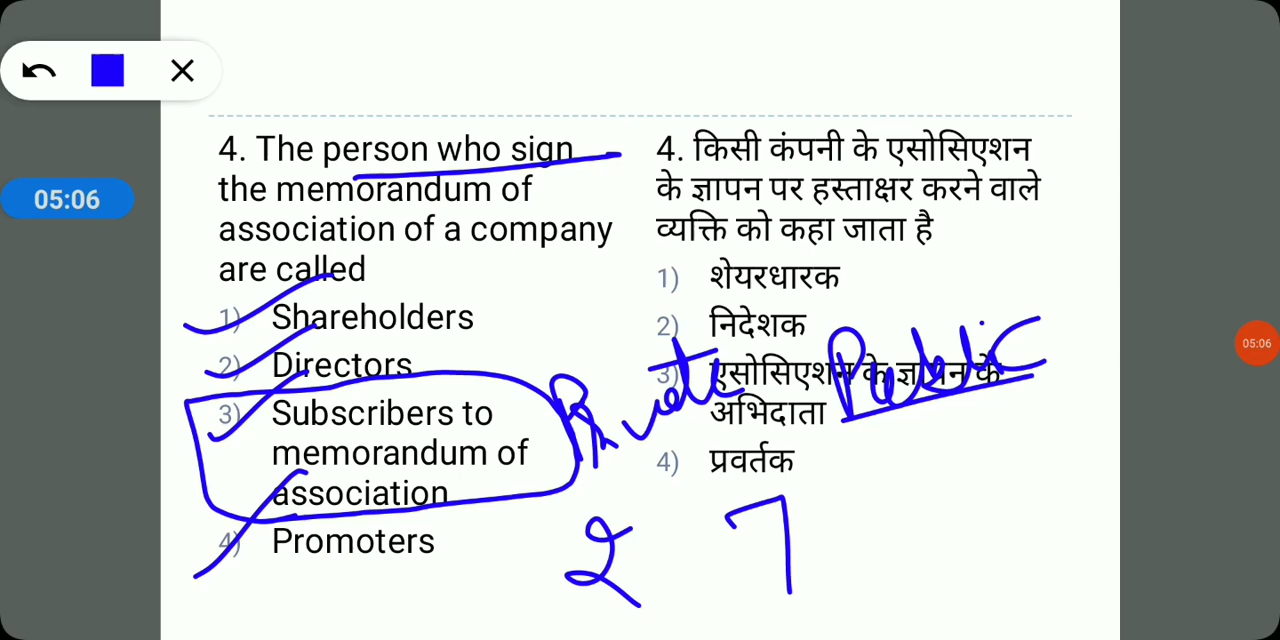 05:06
4. The person who sign
the memorandum of
association of a company
are called
1) Shareholders
2) Directors
3) Subscribers to
memorandum of
association
4) Promoters
4. किसी कंपनी के एसोसिएशन
के ज्ञापन पर हस्ताक्षर करने वाले
व्यक्ति को कहा जाता है
1) शेयरधारक
2) निदेशक
3) एसोसिएशन के ज्ञापन के
अभिदाता
4) प्रवर्तक
Private Public
2 7
05:06